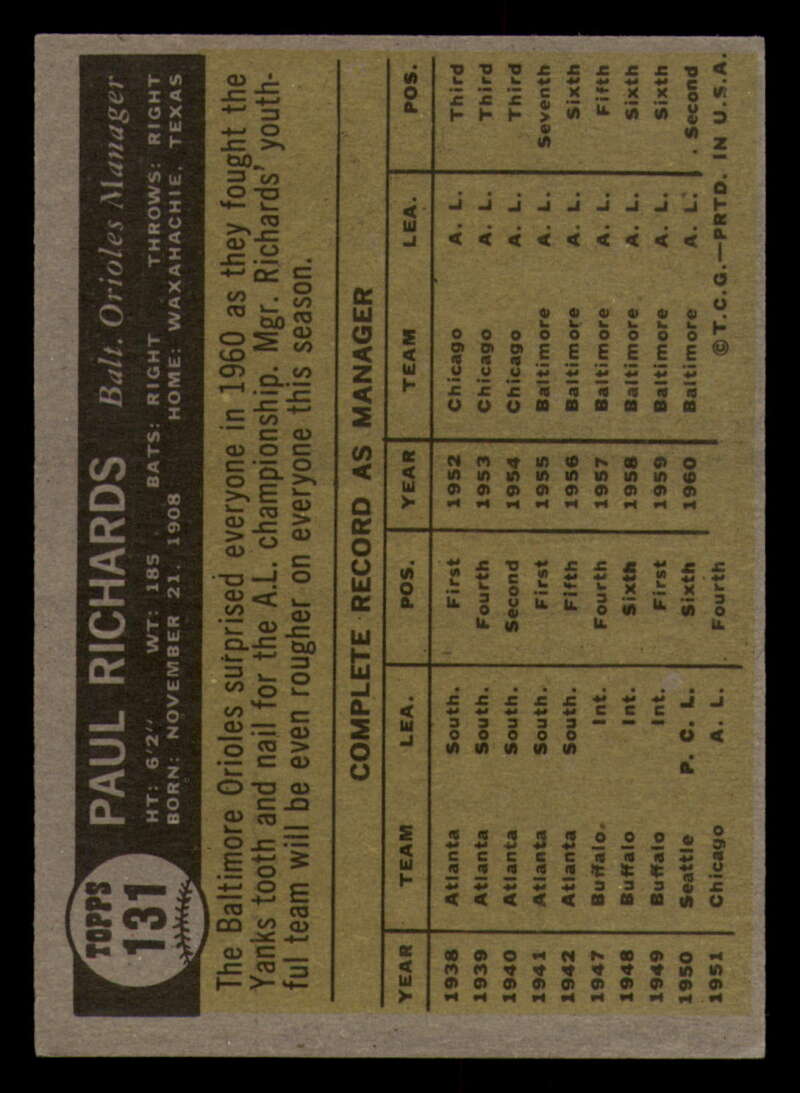 TOPPS
131
PAUL RICHARDS Balt. Orioles Manager
HT: 6'2" WT: 185 BATS: RIGHT THROWS: RIGHT
BORN: NOVEMBER 21, 1908 HOME: WAXAHACHIE, TEXAS
The Baltimore Orioles surprised everyone in 1960 as they fought the
Yanks tooth and nail for the A.L. championship. Mgr. Richards' youth-
ful team will be even rougher on everyone this season.
COMPLETE RECORD AS MANAGER
YEAR TEAM LEA. POS. YEAR TEAM LEA. POS.
1938 Atlanta South. First 1952 Chicago A. L. Third
1939 Atlanta South. Fourth 1953 Chicago A. L. Third
1940 Atlanta South. Second 1954 Chicago A. L. Third
1941 Atlanta South. First 1955 Baltimore A. L. Seventh
1942 Atlanta South. Fifth 1956 Baltimore A. L. Sixth
1947 Buffalo Int. Fourth 1957 Baltimore A. L. Fifth
1948 Buffalo Int. Sixth 1958 Baltimore A. L. Sixth
1949 Buffalo Int. First 1959 Baltimore A. L. Sixth
1950 Seattle P. C. L. Sixth 1960 Baltimore A. L. Second
1951 Chicago A. L. Fourth ©T.C.G.—PRTD. IN U.S.A.